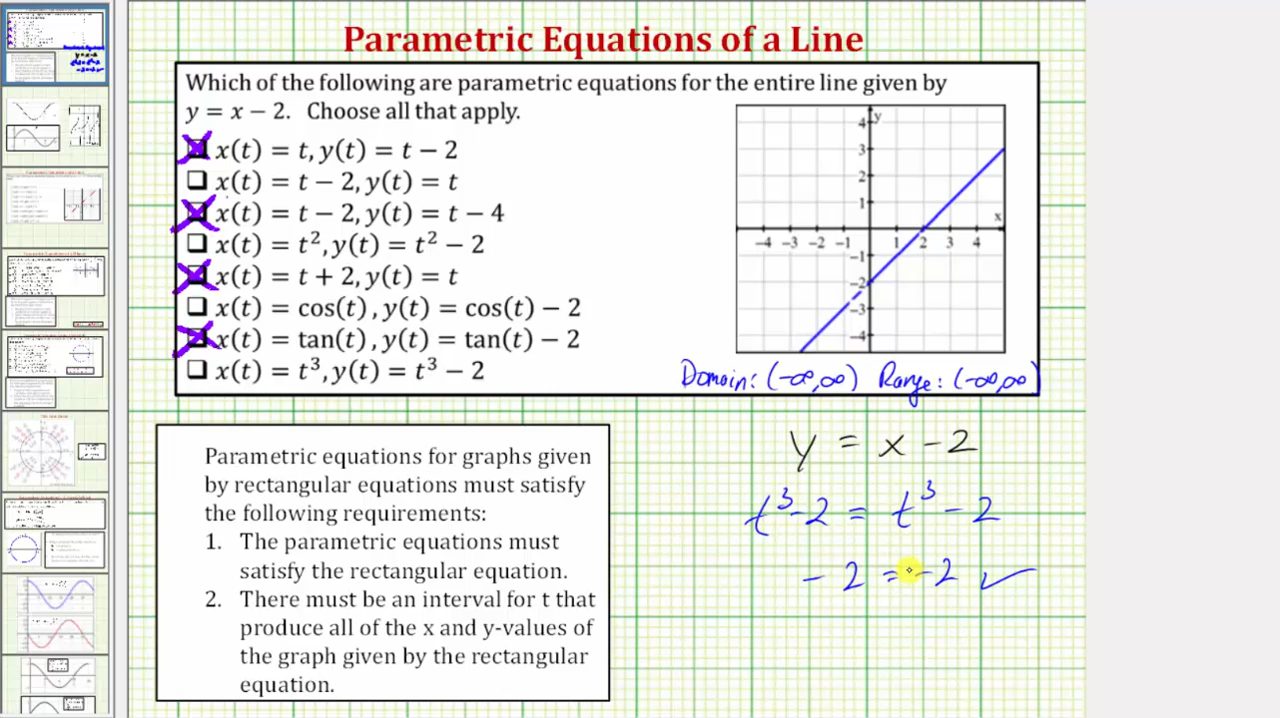 Parametric Equations of a Line
Which of the following are parametric equations for the entire line given by
y = x − 2. Choose all that apply.
x(t) = t, y(t) = t − 2
x(t) = t − 2, y(t) = t
x(t) = t − 2, y(t) = t − 4
x(t) = t², y(t) = t² − 2
x(t) = t + 2, y(t) = t
x(t) = cos(t) , y(t) = cos(t) − 2
x(t) = tan(t) , y(t) = tan(t) − 2
x(t) = t³, y(t) = t³ − 2
y
4
3
2
1
x
−4 −3 −2 −1 1 2 3 4
−1
−2
−3
−4
Domain: (-∞,∞) Range: (-∞,∞)
Parametric equations for graphs given
by rectangular equations must satisfy
the following requirements:
1. The parametric equations must
satisfy the rectangular equation.
2. There must be an interval for t that
produce all of the x and y-values of
the graph given by the rectangular
equation.
y = x - 2
t³-2 = t³ - 2
- 2 = -2 ✓